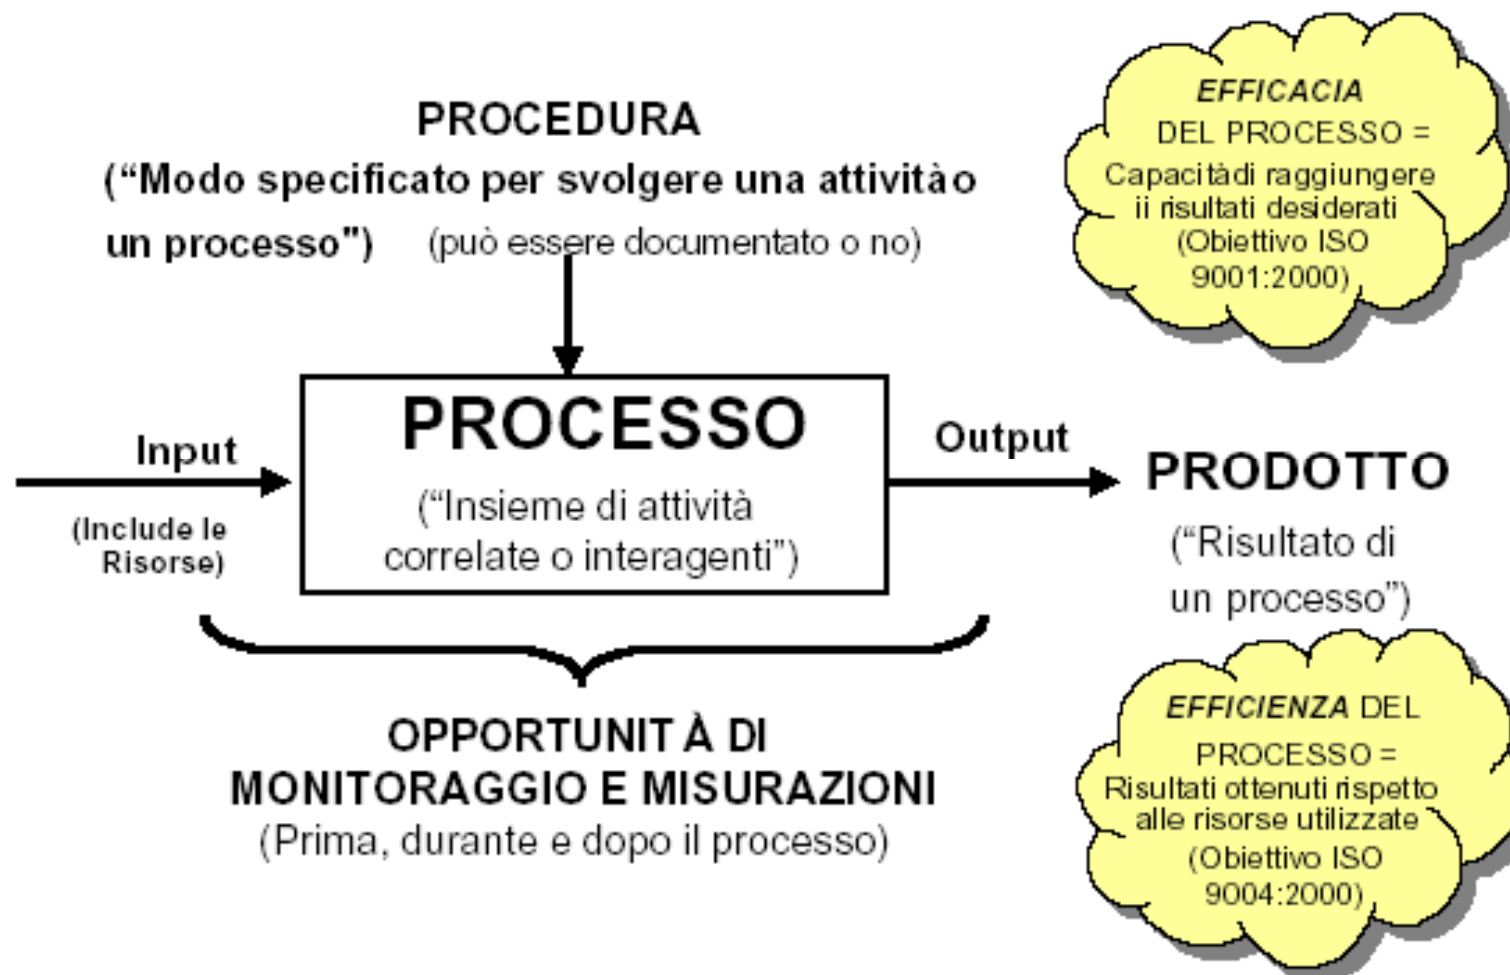 PROCEDURA
(“Modo specificato per svolgere una attività o
un processo") (può essere documentato o no)
EFFICACIA
DEL PROCESSO =
Capacitàdi raggiungere
ii risultati desiderati
(Obiettivo ISO
9001:2000)
Input
(Include le
Risorse)
PROCESSO
(“Insieme di attività
correlate o interagenti”)
Output
PRODOTTO
(“Risultato di
un processo”)
OPPORTUNIT À DI
MONITORAGGIO E MISURAZIONI
(Prima, durante e dopo il processo)
EFFICIENZA DEL
PROCESSO =
Risultati ottenuti rispetto
alle risorse utilizzate
(Obiettivo ISO
9004:2000)